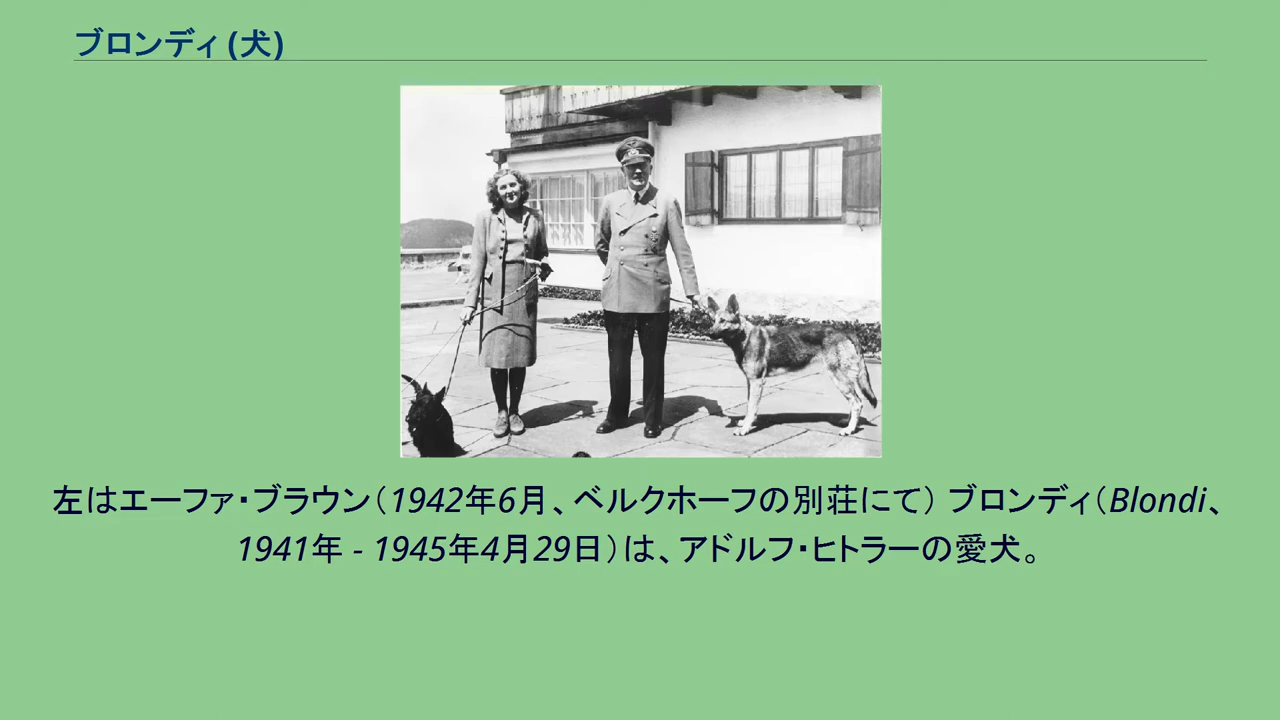 ブロンディ (犬)
左はエーファ・ブラウン（1942年6月、ベルクホーフの別荘にて） ブロンディ（Blondi、
1941年 - 1945年4月29日）は、アドルフ・ヒトラーの愛犬。